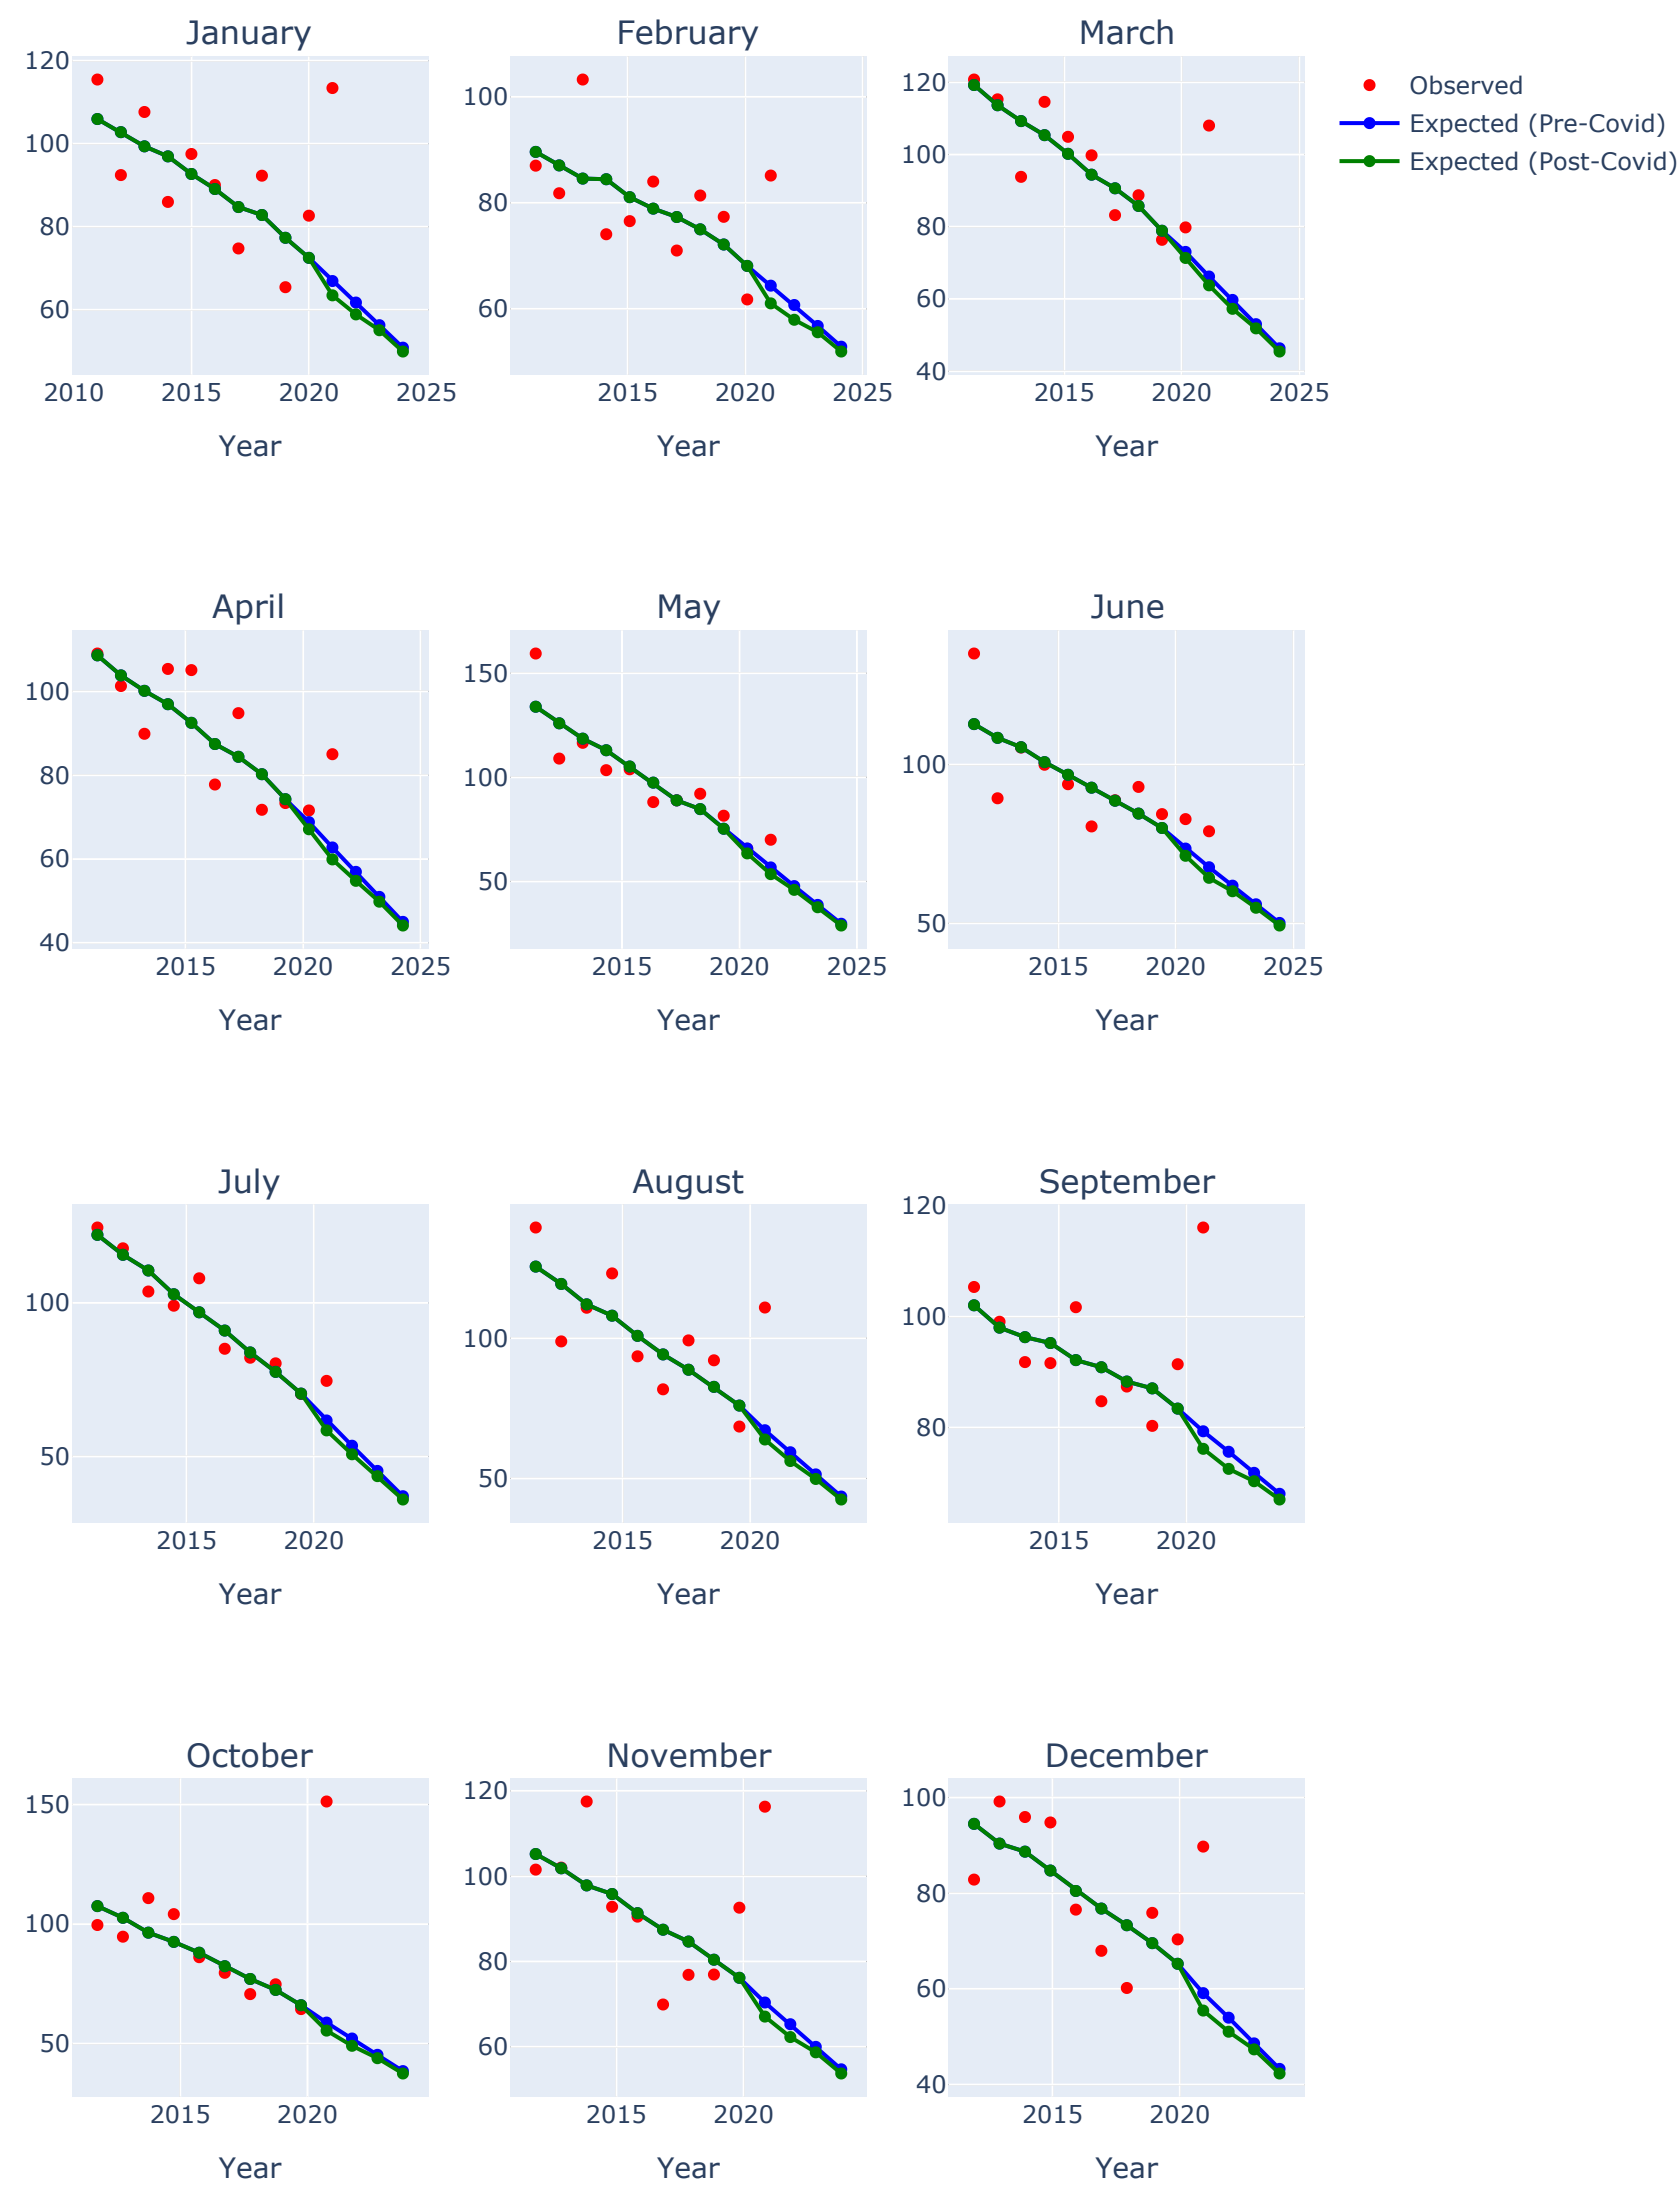 January
February
March
Observed
Expected (Pre-Covid)
Expected (Post-Covid)
120
100
80
60
100
80
60
120
100
80
60
40
2010
2015
2020
2025
2015
2020
2025
2015
2020
2025
Year
Year
Year
April
May
June
100
80
60
40
150
100
50
100
50
2015
2020
2025
2015
2020
2025
2015
2020
2025
Year
Year
Year
July
August
September
100
50
100
50
120
100
80
2015
2020
2015
2020
2015
2020
Year
Year
Year
October
November
December
150
100
50
120
100
80
60
100
80
60
40
2015
2020
2015
2020
2015
2020
Year
Year
Year